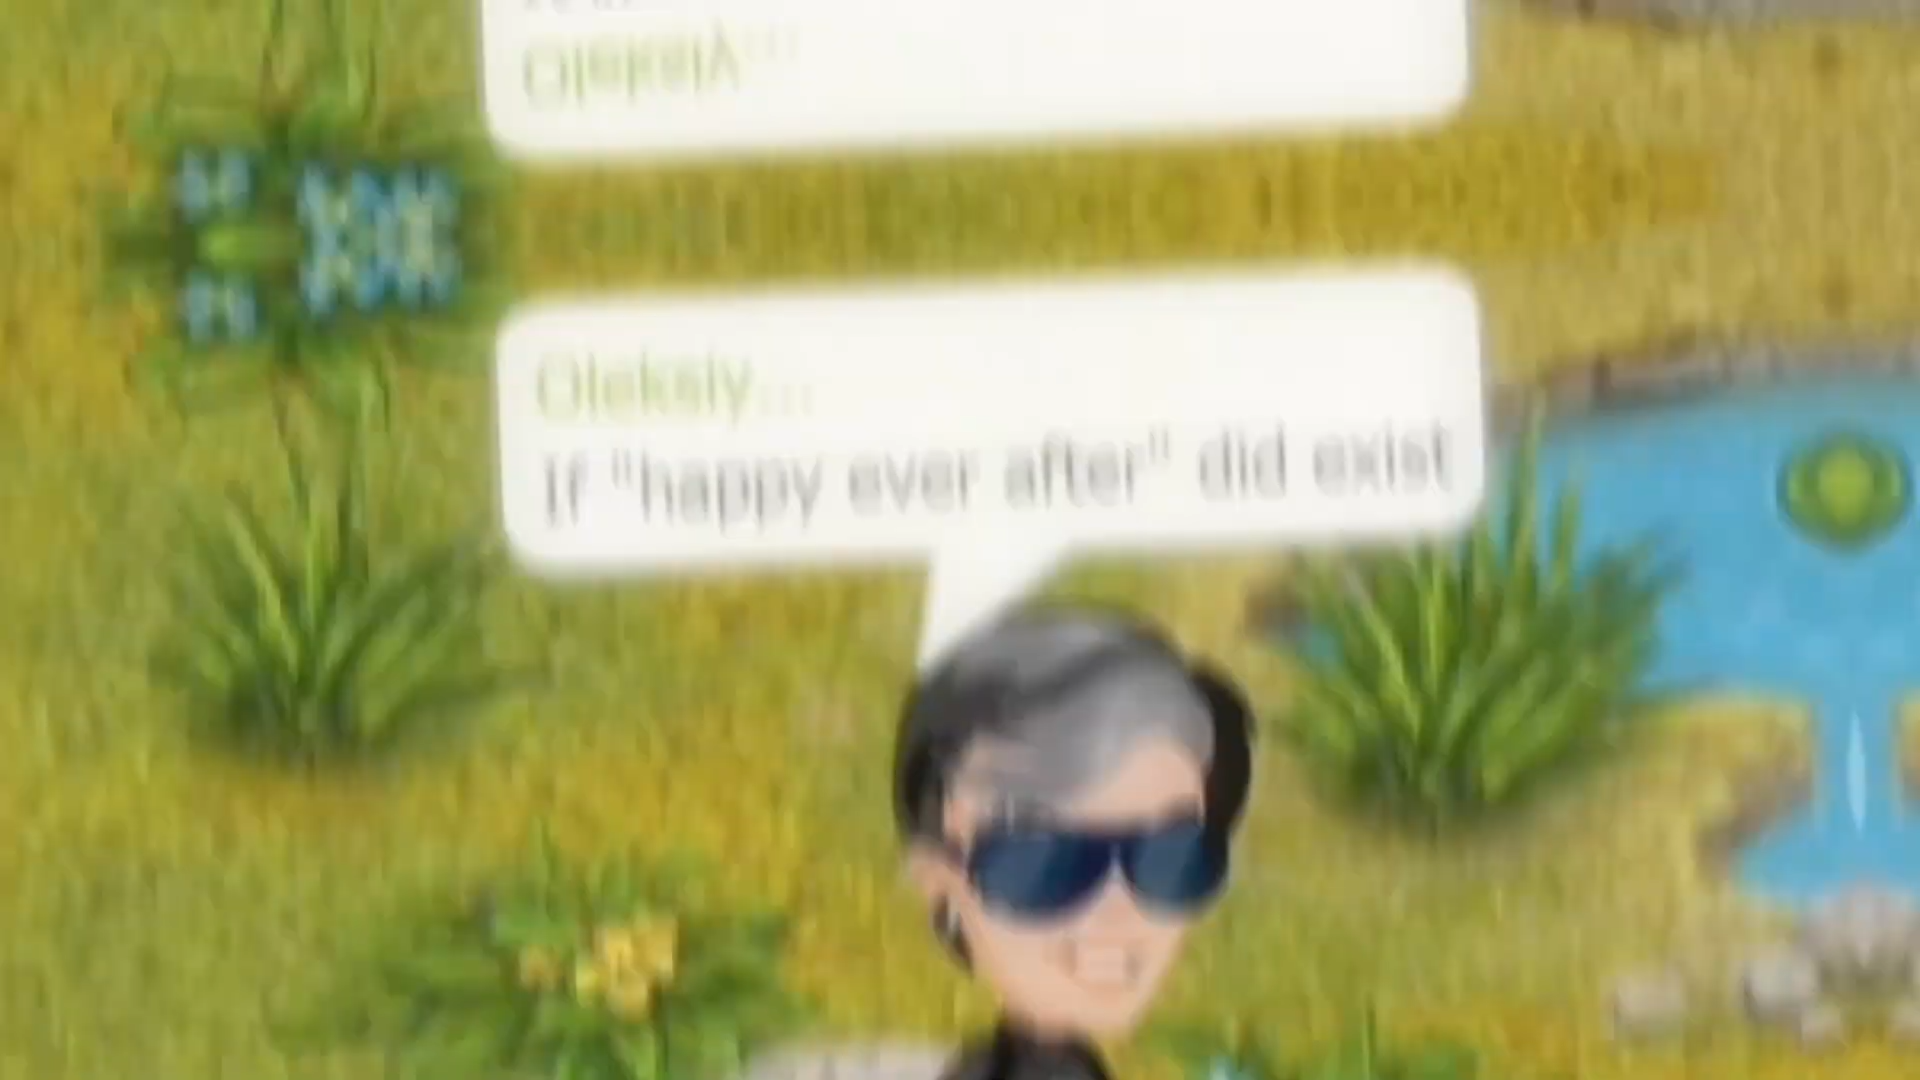 Oleksiy...
If "happy ever after" did exist